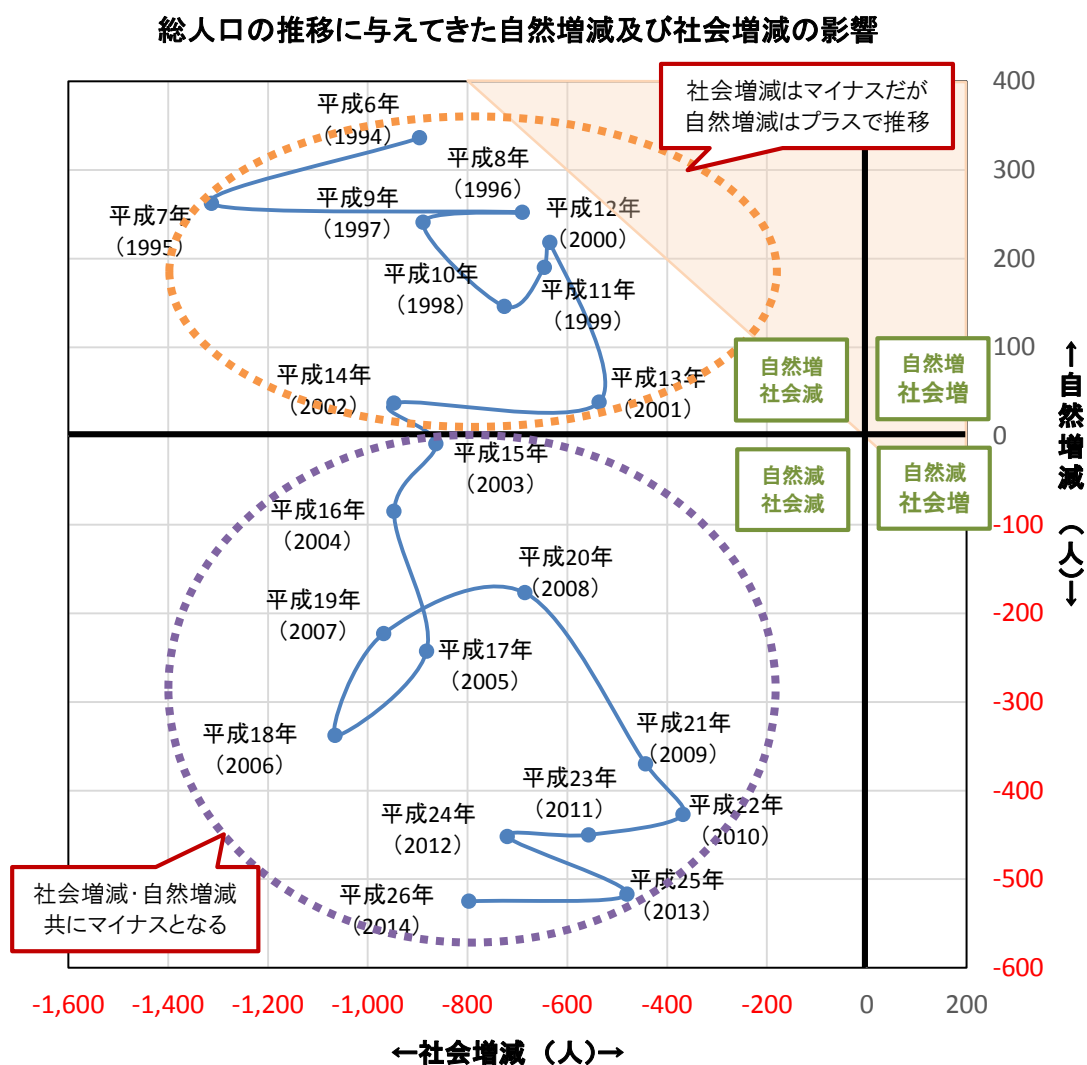 総人口の推移に与えてきた自然増減及び社会増減の影響
社会増減はマイナスだが
自然増減はプラスで推移
平成6年
(1994)
平成8年
(1996)
平成9年
(1997)
平成12年
(2000)
平成7年
(1995)
平成10年
(1998)
平成11年
(1999)
平成14年
(2002)
平成13年
(2001)
自然増
社会減
自然増
社会増
自然減
社会減
自然減
社会増
平成15年
(2003)
平成16年
(2004)
平成20年
(2008)
平成19年
(2007)
平成17年
(2005)
平成18年
(2006)
平成21年
(2009)
平成23年
(2011)
平成22年
(2010)
平成24年
(2012)
平成25年
(2013)
平成26年
(2014)
社会増減・自然増減
共にマイナスとなる
400
300
200
100
0
-100
-200
-300
-400
-500
-600
←自然増減 (人)→
-1,600 -1,400 -1,200 -1,000 -800 -600 -400 -200 0 200
←社会増減 (人)→